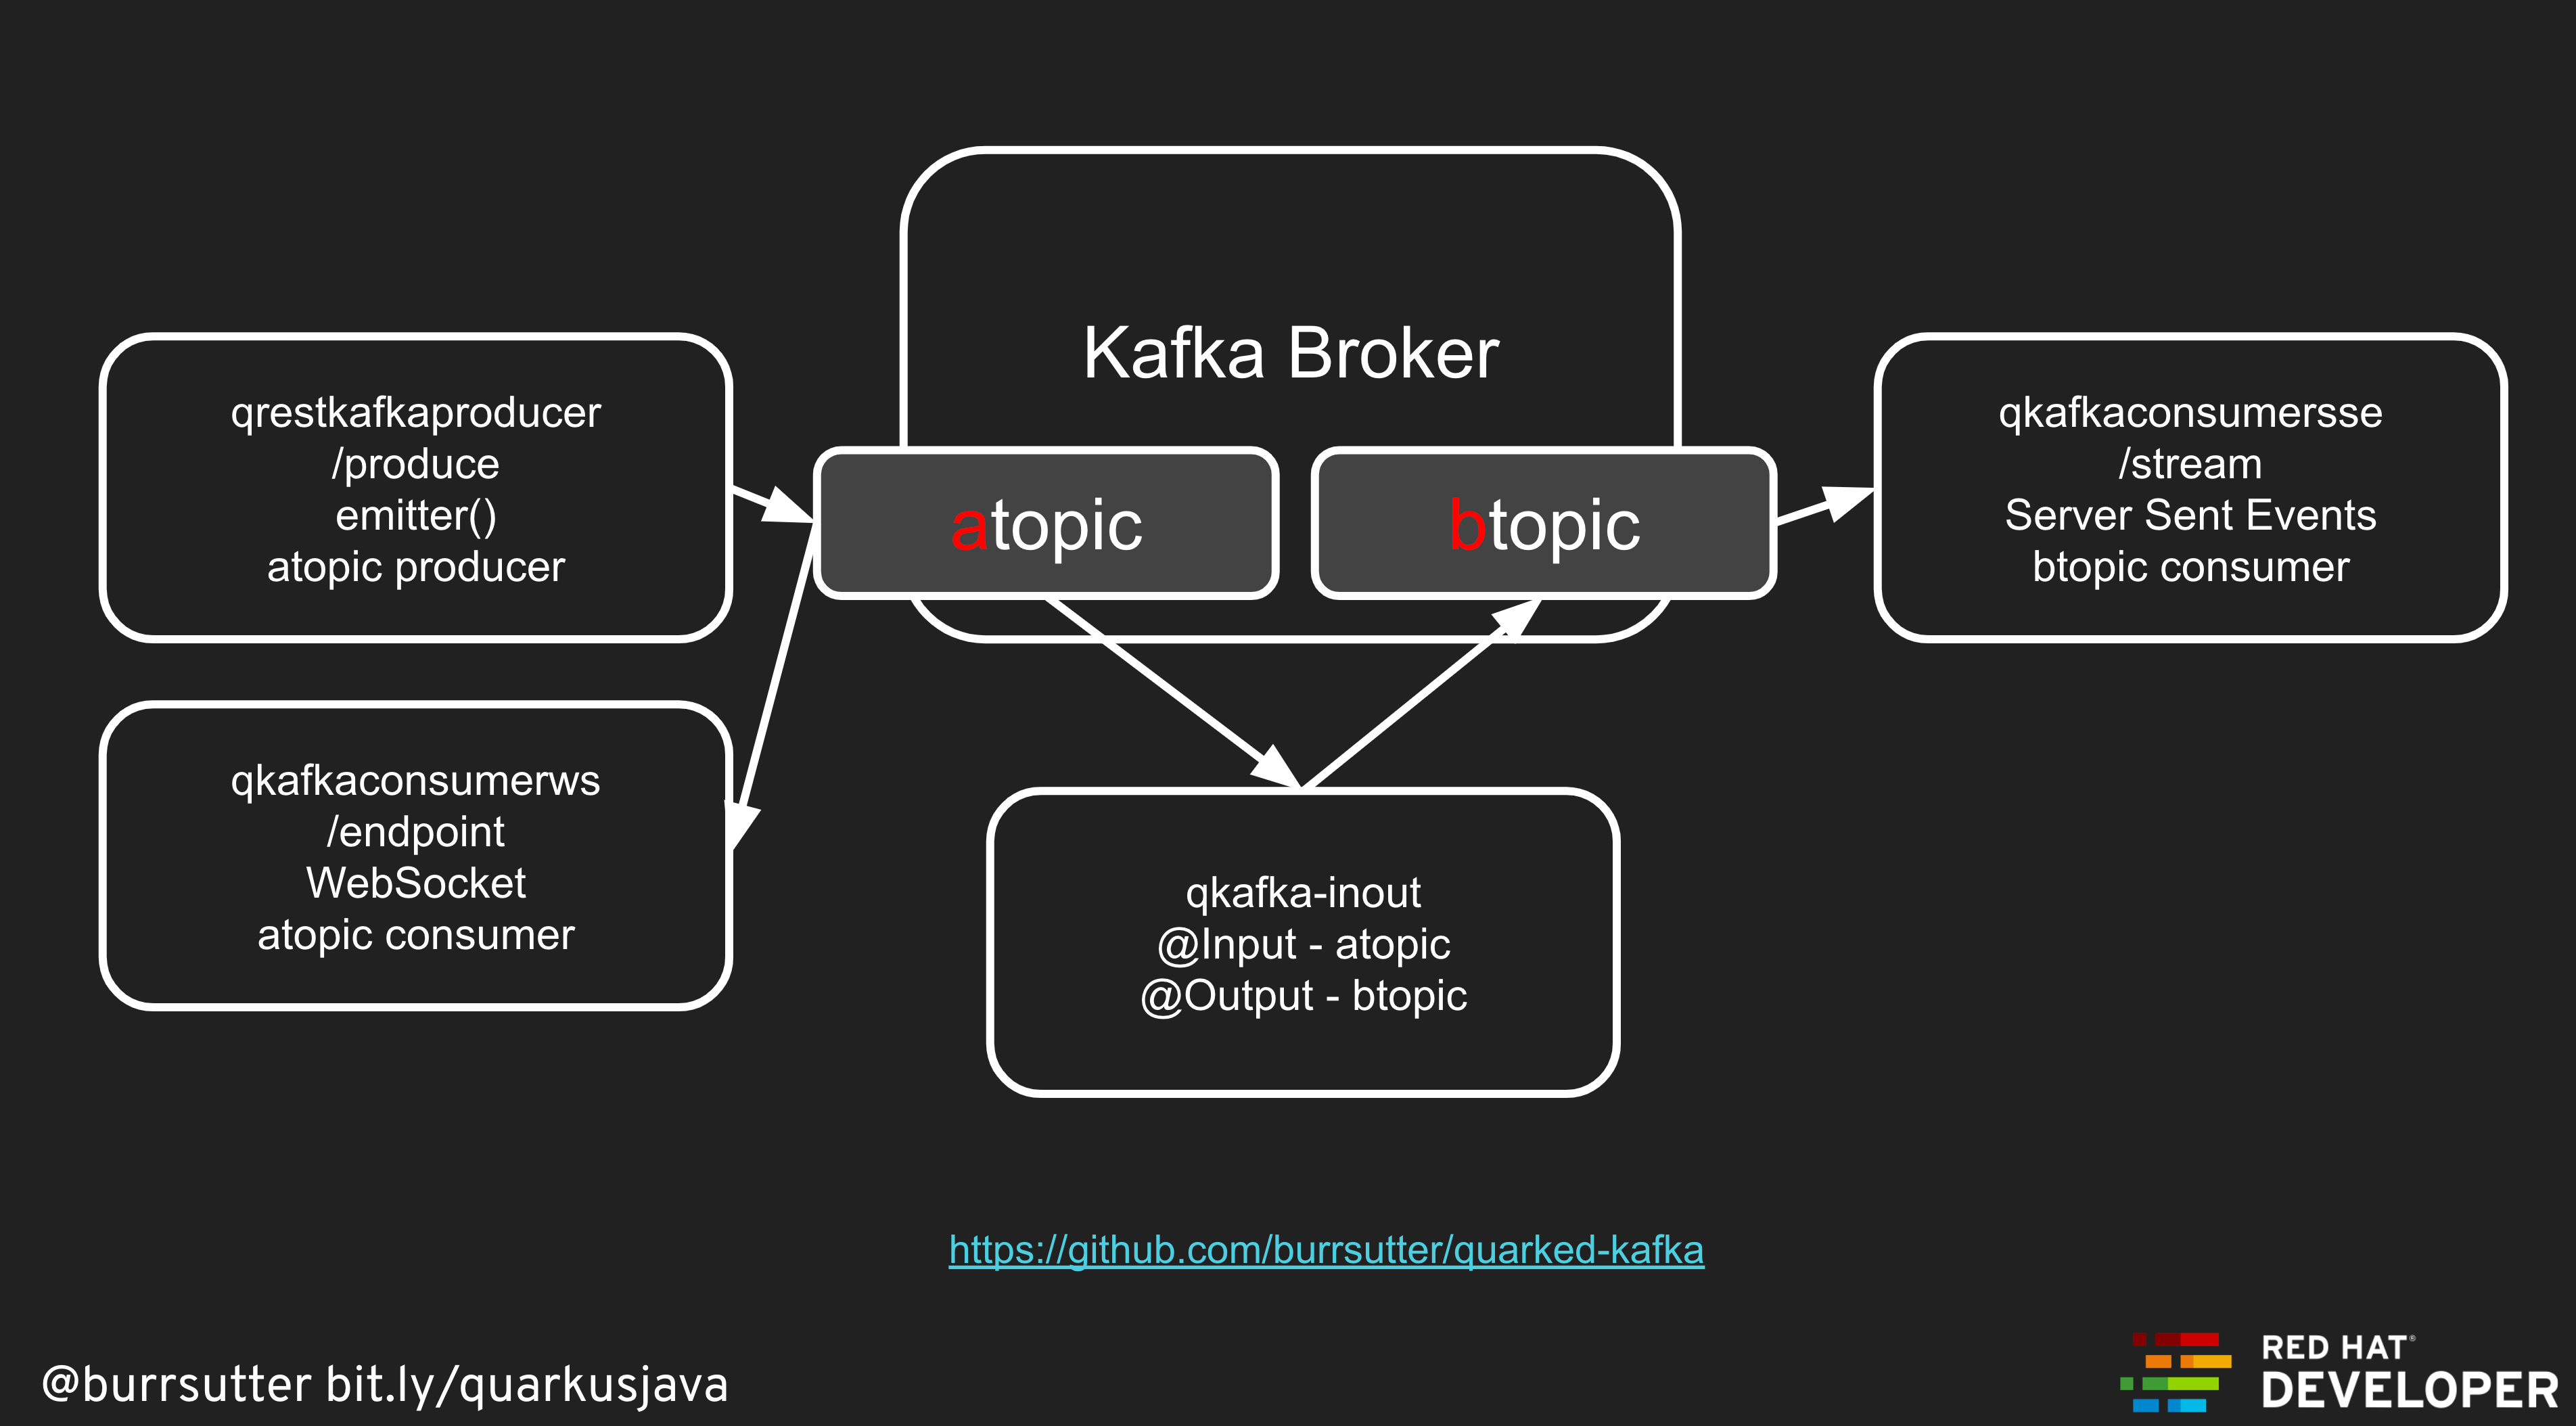 Kafka Broker
qrestkafkaproducer
/produce
emitter()
atopic producer
atopic
btopic
qkafkaconsumersse
/stream
Server Sent Events
btopic consumer
qkafkaconsumerws
/endpoint
WebSocket
atopic consumer
qkafka-inout
@Input - atopic
@Output - btopic
https://github.com/burrsutter/quarked-kafka
@burrsutter bit.ly/quarkusjava
RED HAT®
DEVELOPER